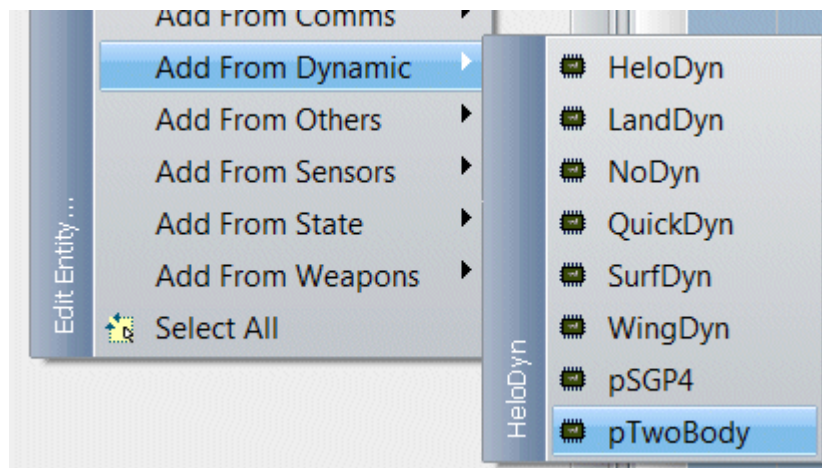 Add From Comms
Add From Dynamic
Add From Others
Add From Sensors
Add From State
Add From Weapons
Select All
Edit Entity...
HeloDyn
LandDyn
NoDyn
QuickDyn
SurfDyn
WingDyn
pSGP4
pTwoBody
HeloDyn